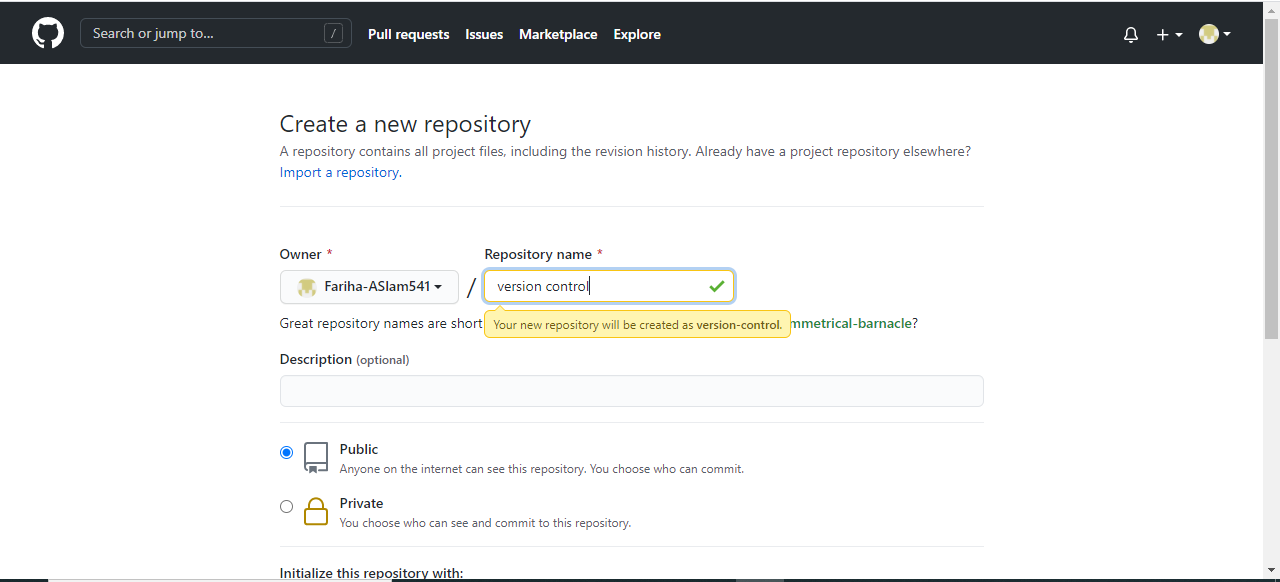 Search or jump to... / Pull requests Issues Marketplace Explore
Create a new repository
A repository contains all project files, including the revision history. Already have a project repository elsewhere?
Import a repository.
Owner * Repository name *
Fariha-ASlam541 / version control
Great repository names are short Your new repository will be created as version-control. mmetrical-barnacle?
Description (optional)
Public
Anyone on the internet can see this repository. You choose who can commit.
Private
You choose who can see and commit to this repository.
Initialize this repository with: